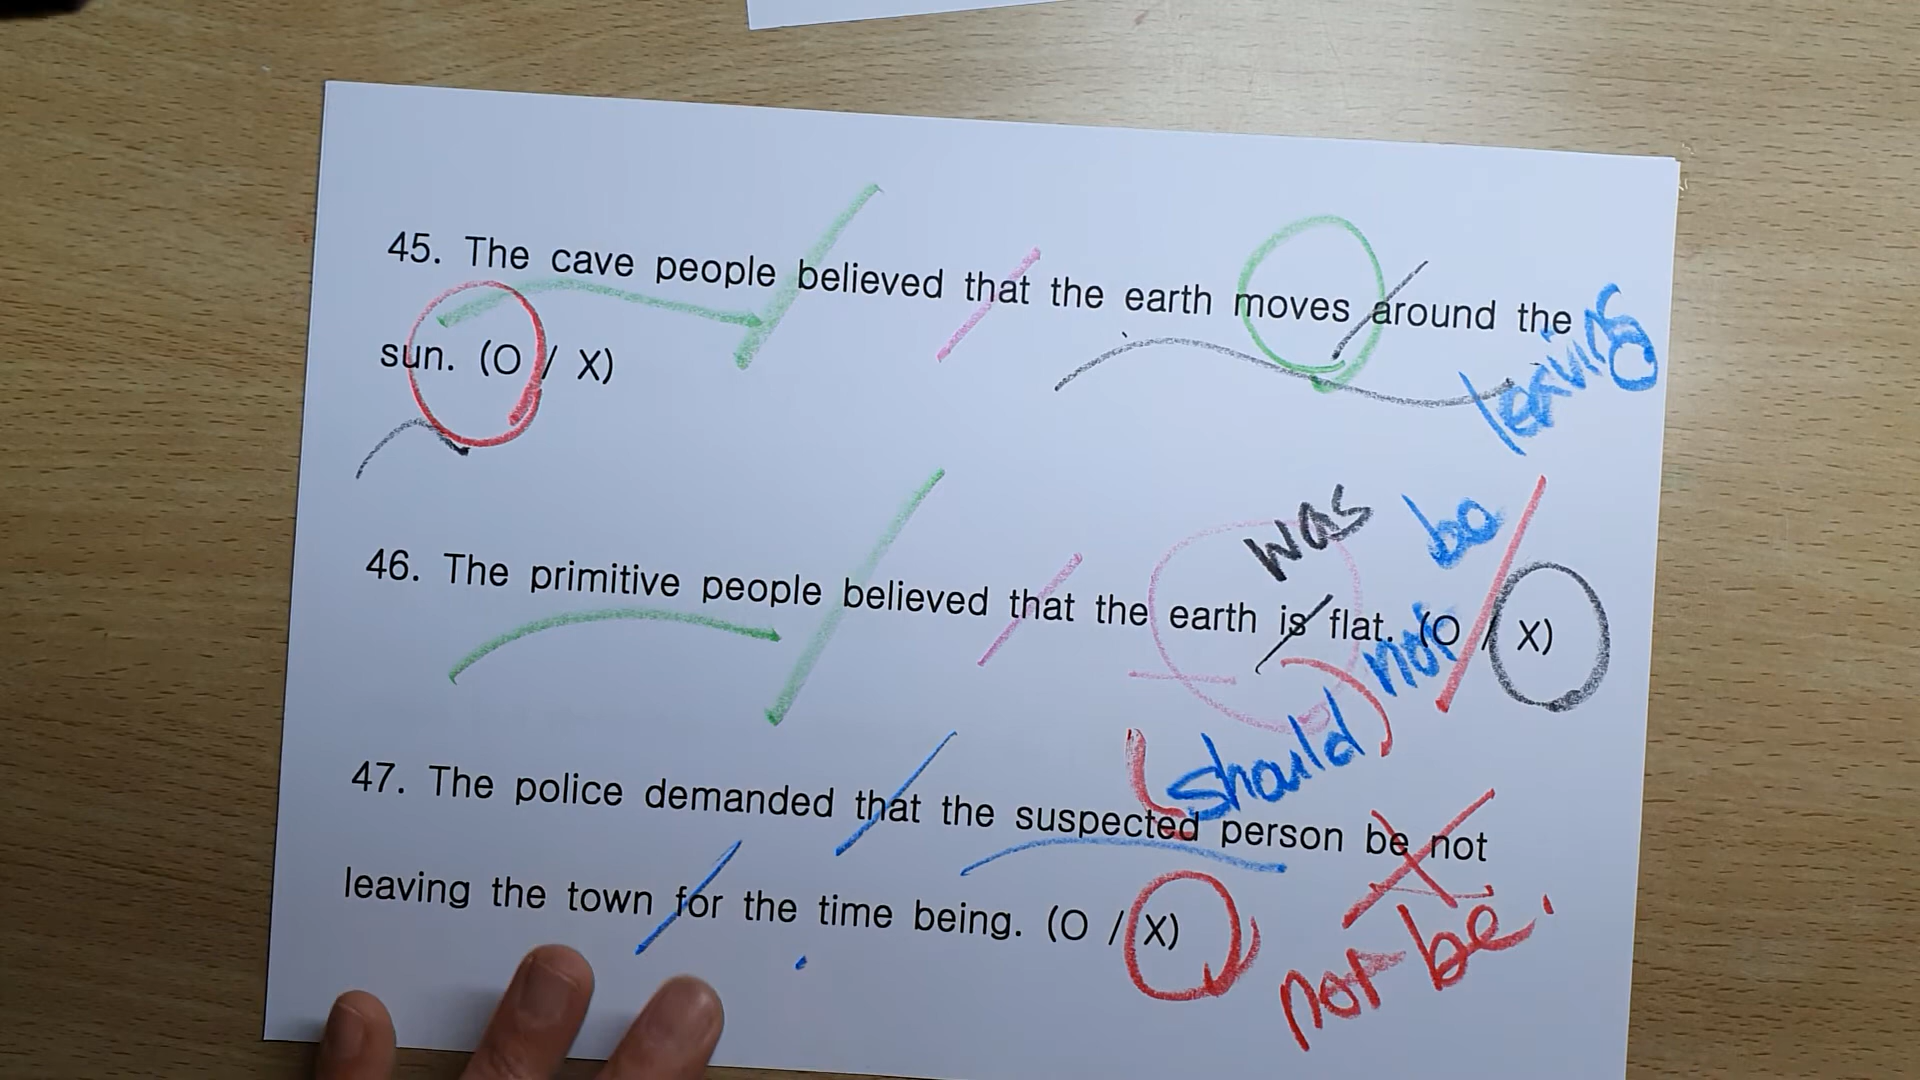 45. The cave people believed that the earth moves around the
sun. (O / X)
leaving
was
be
46. The primitive people believed that the earth is flat. (O / X)
not
should
47. The police demanded that the suspected person be not
leaving the town for the time being. (O / X)
not be.